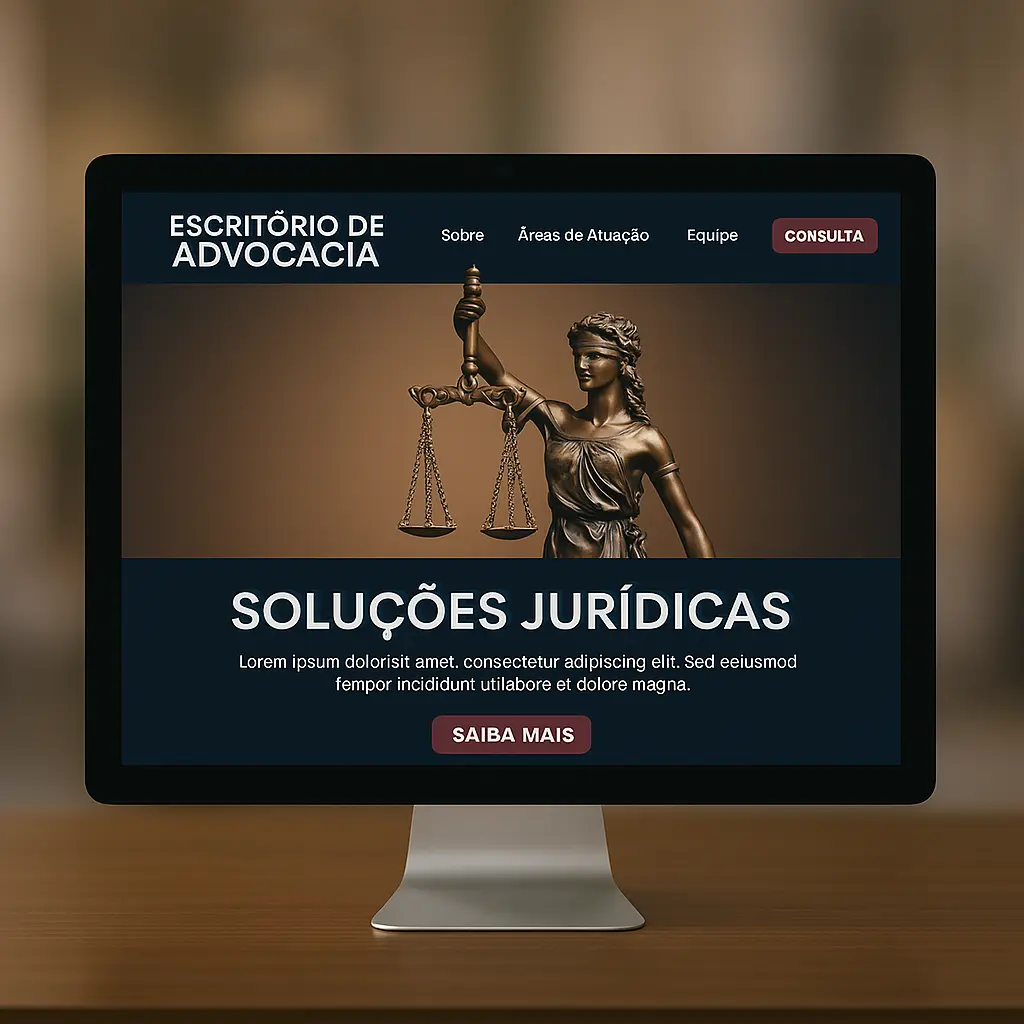 ESCRITÕRIO DE
ADVOCACIA
Sobre
Áreas de Atuação
Equípe
CONSULTA
SOLUÇÕES JURÍDICAS
Lorem ipsum dolorisit amet. consectetur adipiscing elit. Sed eeiusmod
fempor incididunt utilabore et dolore magna.
SAIBA MAIS